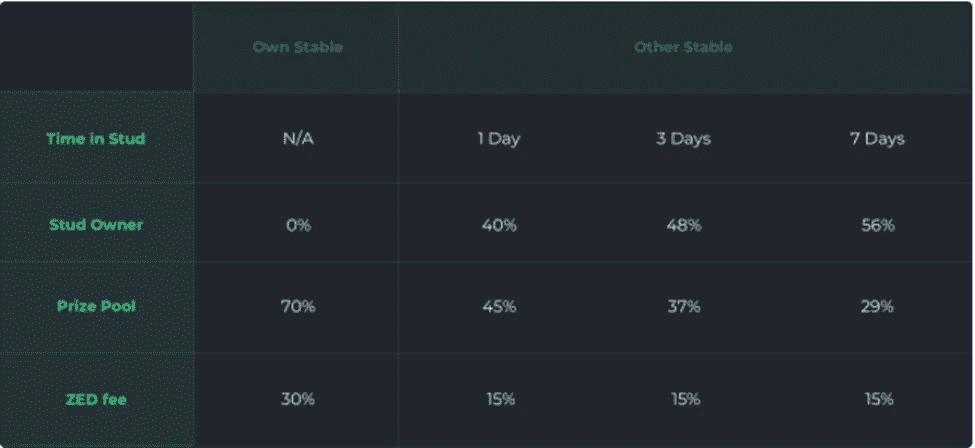 Own Stable Other Stable
Time in Stud N/A 1 Day 3 Days 7 Days
Stud Owner 0% 40% 48% 56%
Prize Pool 70% 45% 37% 29%
ZED fee 30% 15% 15% 15%